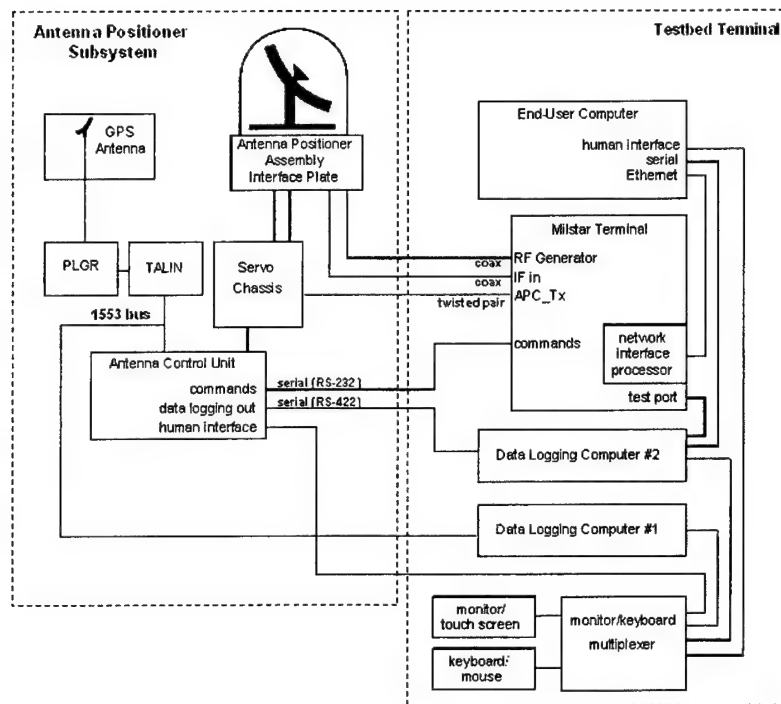 Antenna Positioner
Subsystem
Testbed Terminal
GPS
Antenna
Antenna Positioner
Assembly
Interface Plate
End-User Computer
human interface
serial
Ethernet
PLGR
TALIN
Servo
Chassis
Milstar Terminal
RF Generator
coax
IF in
coax
APC_Tx
twisted pair
1553 bus
network
interface
processor
commands
test port
Antenna Control Unit
commands
serial (RS-232)
data logging out
serial (RS-422)
human interface
Data Logging Computer #2
Data Logging Computer #1
monitor/
touch screen
monitor/keyboard
multiplexer
keyboard/
mouse